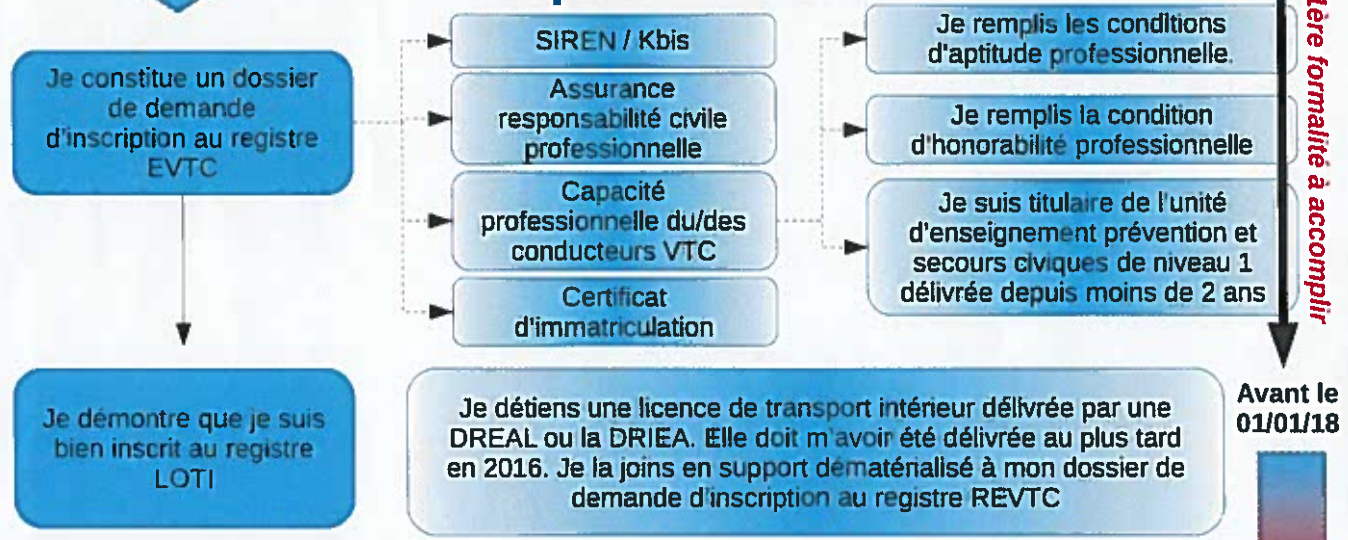 Je constitue un dossier
de demande
d'inscription au registre
EVTC
SIREN / Kbis
Assurance
responsabilité civile
professionnelle
Capacité
professionnelle du/des
conducteurs VTC
Certificat
d'immatriculation
Je remplis les conditions
d'aptitude professionnelle.
Je remplis la condition
d'honorabilité professionnelle
Je suis titulaire de l'unité
d'enseignement prévention et
secours civiques de niveau 1
délivrée depuis moins de 2 ans
formalité à accomplir
Je démontre que je suis
bien inscrit au registre
LOTI
Je détiens une licence de transport intérieur délivrée par une
DREAL ou la DRIEA. Elle doit m'avoir été délivrée au plus tard
en 2016. Je la joins en support dématérialisé à mon dossier de
demande d'inscription au registre REVTC
Avant le
01/01/18